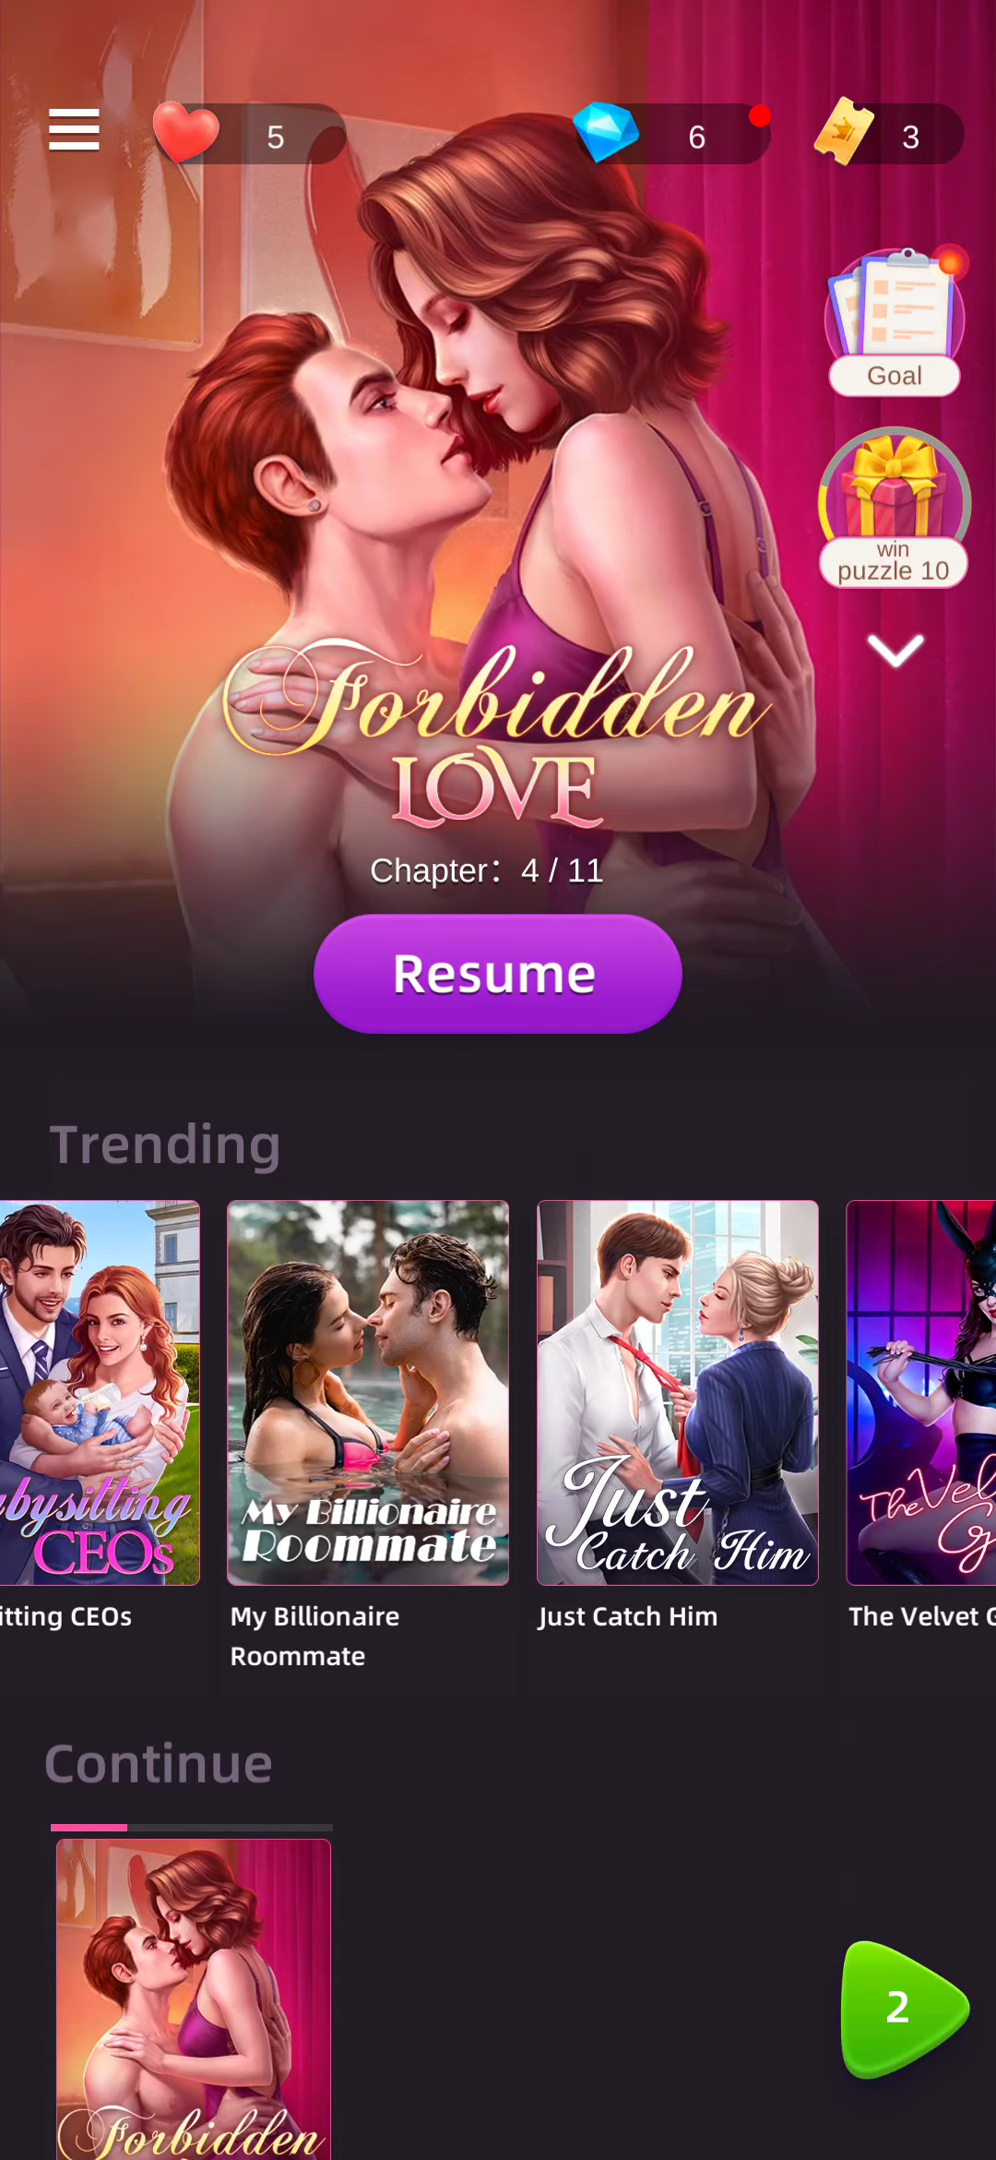 5
6
3
Goal
win
puzzle 10
Forbidden
LOVE
Chapter: 4 / 11
Resume
Trending
CEOs
My Billionaire
Roommate
Just
Catch Him
The
itting CEOs
My Billionaire
Roommate
Just Catch Him
The Velvet G
Continue
2
Forbidden